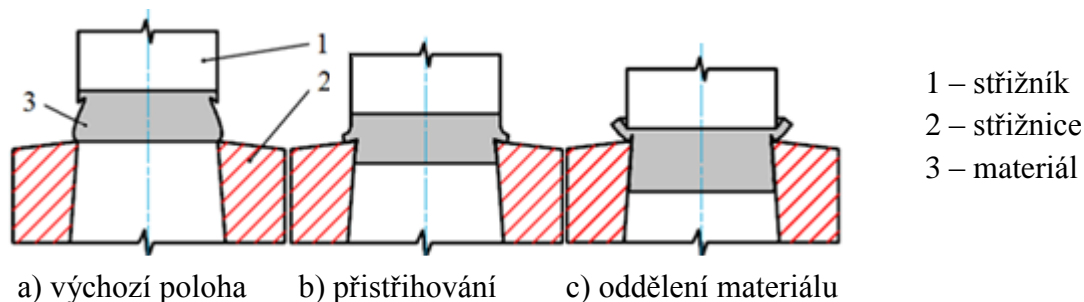 1
2
3
1 – střižník
2 – střižnice
3 – materiál
a) výchozí poloha b) přistřihování c) oddělení materiálu